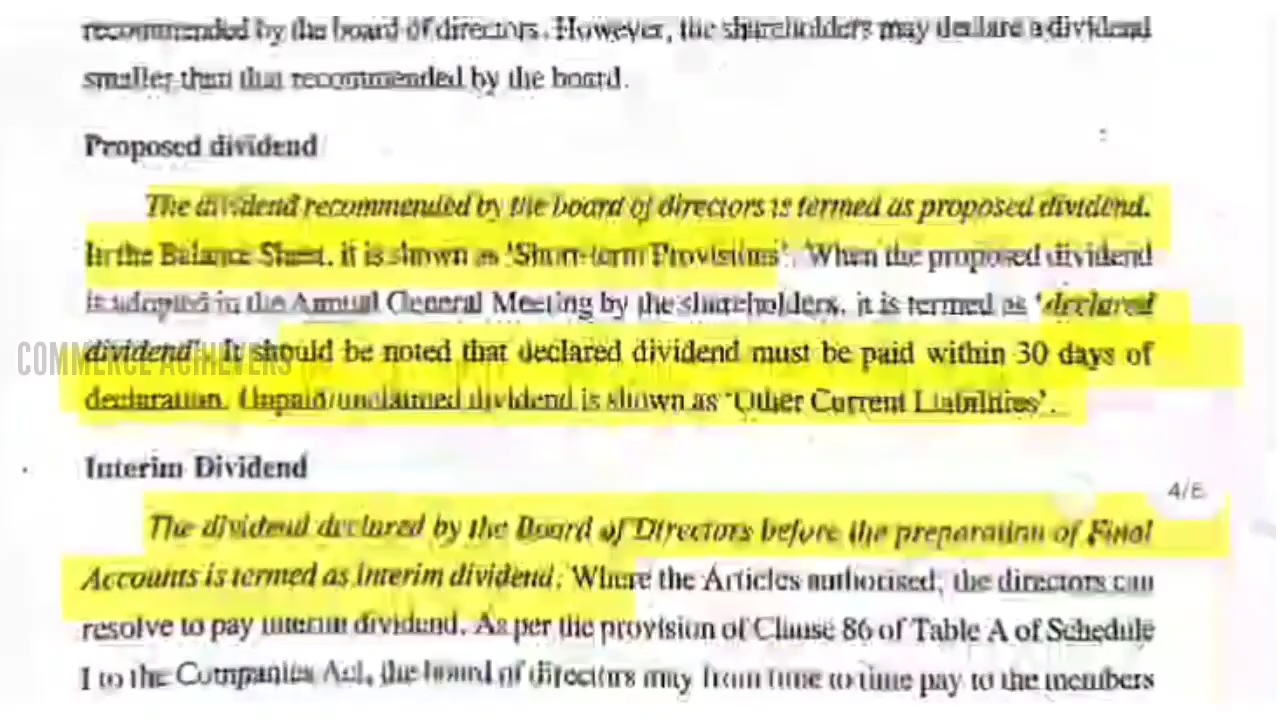 recommended by the board of directors. However, the shareholders may declare a dividend
smaller than that recommended by the board.
Proposed dividend
The dividend recommended by the board of directors is termed as proposed dividend.
In the Balance Sheet, it is shown as 'Short-term Provisions'. When the proposed dividend
is adopted in the Annual General Meeting by the shareholders, it is termed as 'declared
dividend'. It should be noted that declared dividend must be paid within 30 days of
COMMERCE ACIHEVERS
declaration. Unpaid/unclaimed dividend is shown as 'Other Current Liabilities'.
Interim Dividend
4/6
The dividend declared by the Board of Directors before the preparation of Final
Accounts is termed as interim dividend. Where the Articles authorised, the directors can
resolve to pay interim dividend. As per the provision of Clause 86 of Table A of Schedule
I to the Companies Act, the board of directors may from time to time pay to the members